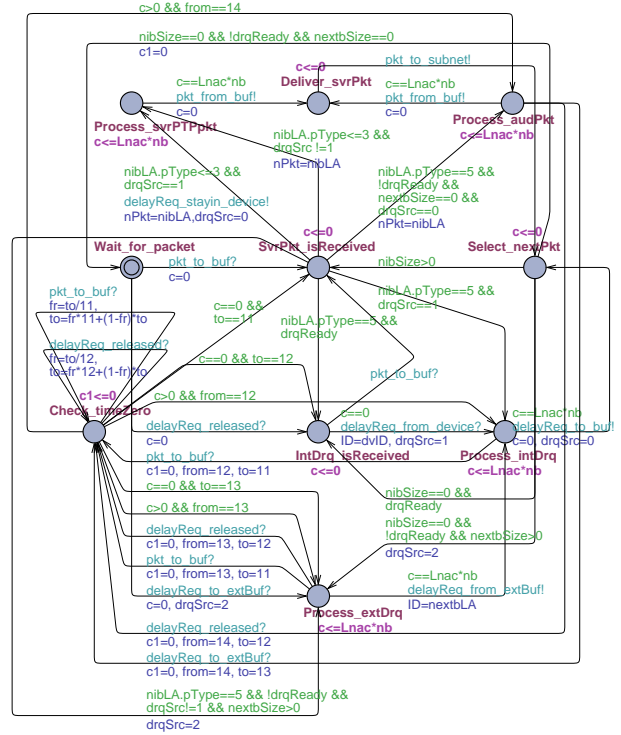 c>0 && from==14
nibSize==0 && !drqReady && nextbSize==0
c1=0
c<=0
Deliver_svrPkt
pkt_to_subnet!
c==Lnac*nb
pkt_from_buf!
c=0
c==Lnac*nb
pkt_from_buf!
c=0
Process_svrPTPpkt
c<=Lnac*nb
Process_audPkt
c<=Lnac*nb
nibLA.pType<=3 &&
drqSrc !=1
nPkt=nibLA
nibLA.pType<=3 &&
drqSrc==1
delayReq_stayin_device!
nPkt=nibLA,drqSrc=0
nibLA.pType==5 &&
!drqReady &&
nextbSize==0 &&
drqSrc==0
nPkt=nibLA
c<=0
SvrPkt_isReceived
c<=0
Select_nextPkt
Wait_for_packet
pkt_to_buf?
c=0
nibSize>0
pkt_to_buf?
fr=to/11,
to=fr*11+(1-fr)*to
delayReq_released?
fr=to/12,
to=fr*12+(1-fr)*to
c==0 &&
to==11
nibLA.pType==5 &&
drqReady
nibLA.pType==5 &&
drqSrc==1
c==0 && to==12
pkt_to_buf?
c1<=0
Check_timeZero
c>0 && from==12
delayReq_released?
c=0
c==0
delayReq_from_device?
ID=dvID, drqSrc=1
IntDrq_isReceived
c<=0
c==Lnac*nb
delayReq_to_buf!
c=0, drqSrc=0
Process_intDrq
c<=Lnac*nb
pkt_to_buf?
c1=0, from=12, to=11
c==0 && to==13
c>0 && from==13
nibSize==0 &&
drqReady
nibSize==0 &&
!drqReady && nextbSize>0
drqSrc=2
delayReq_released?
c1=0, from=13, to=12
pkt_to_buf?
c1=0, from=13, to=11
delayReq_to_extBuf?
c=0, drqSrc=2
c==Lnac*nb
delayReq_from_extBuf!
ID=nextbLA
Process_extDrq
c<=Lnac*nb
delayReq_released?
c1=0, from=14, to=12
delayReq_to_extBuf?
c1=0, from=14, to=13
nibLA.pType==5 && !drqReady &&
drqSrc!=1 && nextbSize>0
drqSrc=2